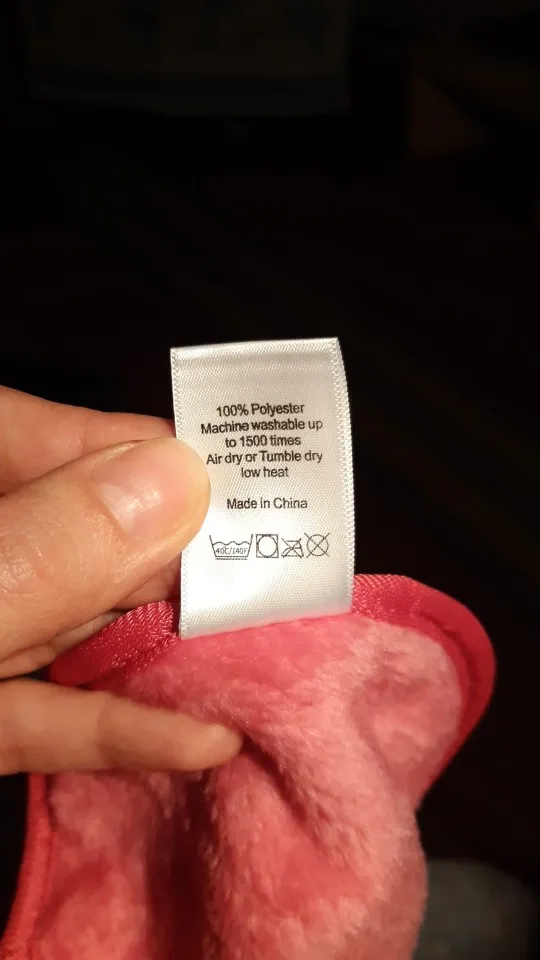 100% Polyester
Machine washable up
to 1500 times
Air dry or Tumble dry
low heat
Made in China
40C/140F